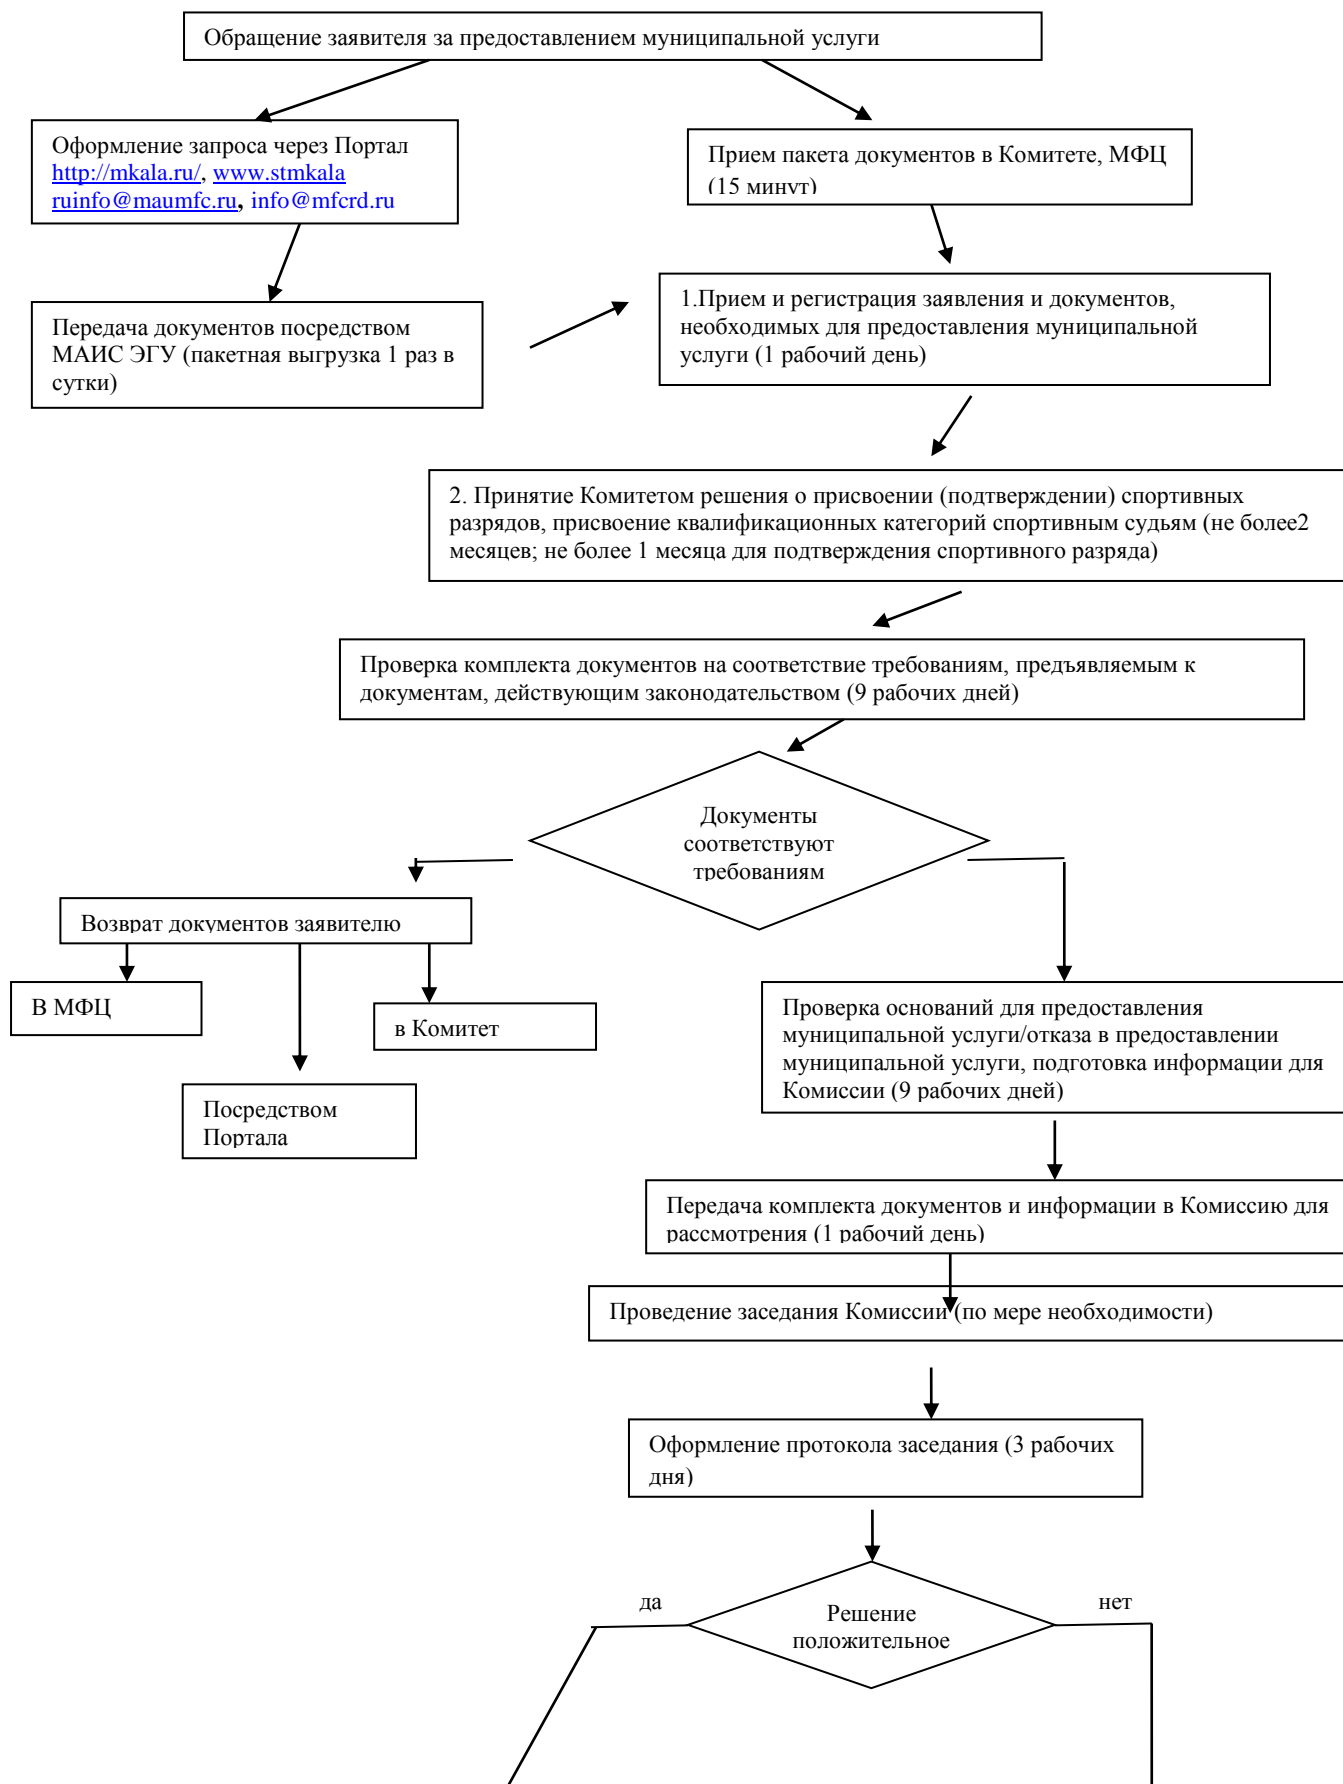 Обращение заявителя за предоставлением муниципальной услуги
Оформление запроса через Портал
http://mkala.ru/, www.stmkala
ruinfo@maumfc.ru, info@mfcrd.ru
Прием пакета документов в Комитете, МФЦ
(15 минут)
Передача документов посредством
МАИС ЭГУ (пакетная выгрузка 1 раз в
сутки)
1.Прием и регистрация заявления и документов,
необходимых для предоставления муниципальной
услуги (1 рабочий день)
2. Принятие Комитетом решения о присвоении (подтверждении) спортивных
разрядов, присвоение квалификационных категорий спортивным судьям (не более2
месяцев; не более 1 месяца для подтверждения спортивного разряда)
Проверка комплекта документов на соответствие требованиям, предъявляемым к
документам, действующим законодательством (9 рабочих дней)
Документы
соответствуют
требованиям
Возврат документов заявителю
В МФЦ
в Комитет
Посредством
Портала
Проверка оснований для предоставления
муниципальной услуги/отказа в предоставлении
муниципальной услуги, подготовка информации для
Комиссии (9 рабочих дней)
Передача комплекта документов и информации в Комиссию для
рассмотрения (1 рабочий день)
Проведение заседания Комиссии (по мере необходимости)
Оформление протокола заседания (3 рабочих
дня)
да
нет
Решение
положительное